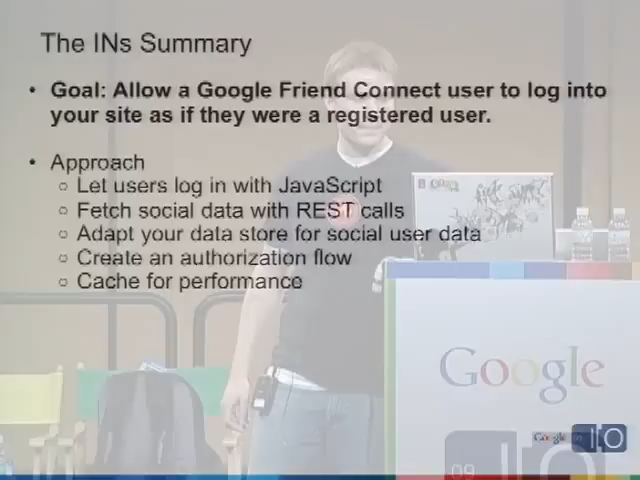 The INs Summary
• Goal: Allow a Google Friend Connect user to log into
your site as if they were a registered user.
• Approach
○ Let users log in with JavaScript
○ Fetch social data with REST calls
○ Adapt your data store for social user data
○ Create an authorization flow
○ Cache for performance
Google
Google IO
09 IO